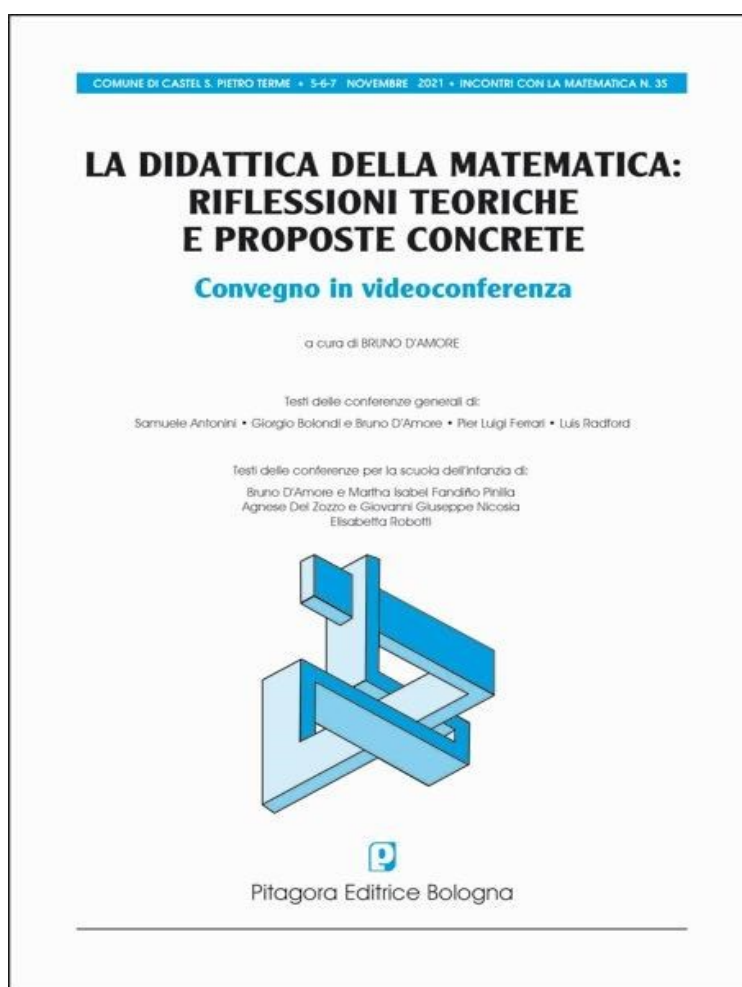 COMUNE DI CASTEL S. PIETRO TERME • 5-6-7 NOVEMBRE 2021 • INCONTRI CON LA MATEMATICA N. 35
LA DIDATTICA DELLA MATEMATICA:
RIFLESSIONI TEORICHE
E PROPOSTE CONCRETE
Convegno in videoconferenza
a cura di BRUNO D'AMORE
Testi delle conferenze generali di:
Samuele Antonini • Giorgio Bolondi e Bruno D'Amore • Pier Luigi Ferrari • Luis Radford
Testi delle conferenze per la scuola dell'infanzia di:
Bruno D'Amore e Martha Isabel Fandiño Pinilla
Agnese Del Zozzo e Giovanni Giuseppe Nicosia
Elisabetta Robotti
Pitagora Editrice Bologna